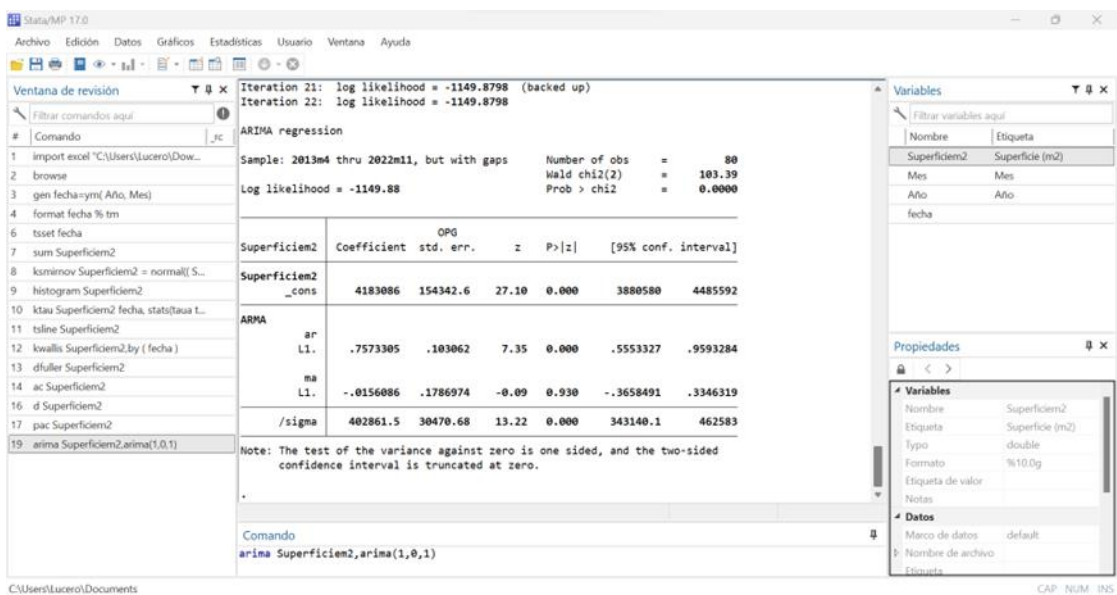 Stata/MP 17.0
Archivo Edición Datos Gráficos Estadísticas Usuario Ventana Ayuda
Ventana de revisión
Filtrar comandos aquí
# Comando _rc
1 import excel "C:\Users\Lucero\Dow...
2 browse
3 gen fecha=ym( Año, Mes)
4 format fecha % tm
6 tsset fecha
7 sum Superficiem2
8 ksmirnov Superficiem2 = normal(( S...
9 histogram Superficiem2
10 ktau Superficiem2 fecha, stats(taua t...
11 tsline Superficiem2
12 kwallis Superficiem2,by ( fecha )
13 dfuller Superficiem2
14 ac Superficiem2
16 d Superficiem2
17 pac Superficiem2
19 arima Superficiem2,arima(1,0,1)
Iteration 21: log likelihood = -1149.8798 (backed up)
Iteration 22: log likelihood = -1149.8798
ARIMA regression
Sample: 2013m4 thru 2022m11, but with gaps Number of obs = 80
Wald chi2(2) = 103.39
Log likelihood = -1149.88 Prob > chi2 = 0.0000
OPG
Superficiem2 Coefficient std. err. z P>|z| [95% conf. interval]
Superficiem2
_cons 4183086 154342.6 27.10 0.000 3880580 4485592
ARMA
ar
L1. .7573305 .103062 7.35 0.000 .5553327 .9593284
ma
L1. -.0156086 .1786974 -0.09 0.930 -.3658491 .3346319
/sigma 402861.5 30470.68 13.22 0.000 343140.1 462583
Note: The test of the variance against zero is one sided, and the two-sided
confidence interval is truncated at zero.
.
Comando
arima Superficiem2,arima(1,0,1)
Variables
Filtrar variables aquí
Nombre Etiqueta
Superficiem2 Superficie (m2)
Mes Mes
Año Año
fecha
Propiedades
Variables
Nombre Superficiem2
Etiqueta Superficie (m2)
Typo double
Formato %10.0g
Etiqueta de valor
Notas
Datos
Marco de datos default
Nombre de archivo
Etiqueta
C:\Users\Lucero\Documents
CAP NUM INS